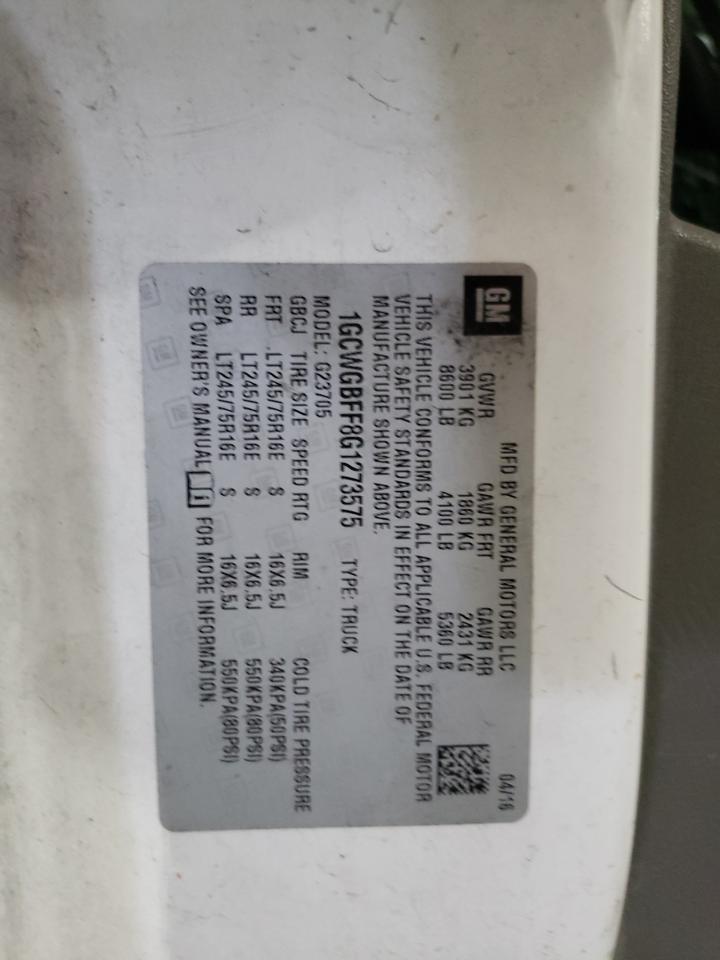 GM
MFD BY GENERAL MOTORS LLC 04/16
GVWR GAWR FRT GAWR RR
3901 KG 1860 KG 2431 KG
8600 LB 4100 LB 5360 LB
THIS VEHICLE CONFORMS TO ALL APPLICABLE U.S. FEDERAL MOTOR
VEHICLE SAFETY STANDARDS IN EFFECT ON THE DATE OF
MANUFACTURE SHOWN ABOVE.
1GCWGBFF8G1273575 TYPE: TRUCK
MODEL: G23705
GBCJ TIRE SIZE SPEED RTG RIM COLD TIRE PRESSURE
FRT LT245/75R16E S 16X6.5J 340KPA(50PSI)
RR LT245/75R16E S 16X6.5J 550KPA(80PSI)
SPA LT245/75R16E S 16X6.5J 550KPA(80PSI)
SEE OWNER'S MANUAL FOR MORE INFORMATION.